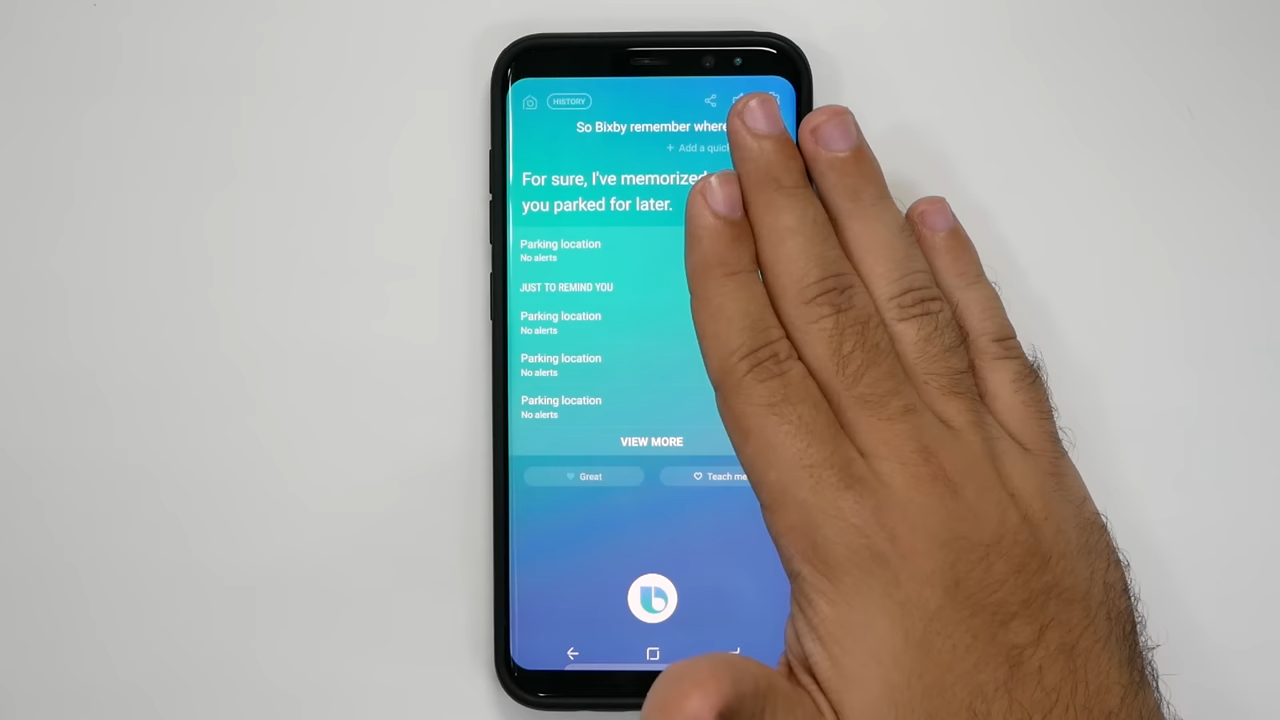 HISTORY
So Bixby remember where
+ Add a quick
For sure, I've memorized
you parked for later.
Parking location
No alerts
JUST TO REMIND YOU
Parking location
No alerts
Parking location
No alerts
Parking location
No alerts
VIEW MORE
Great
Teach me